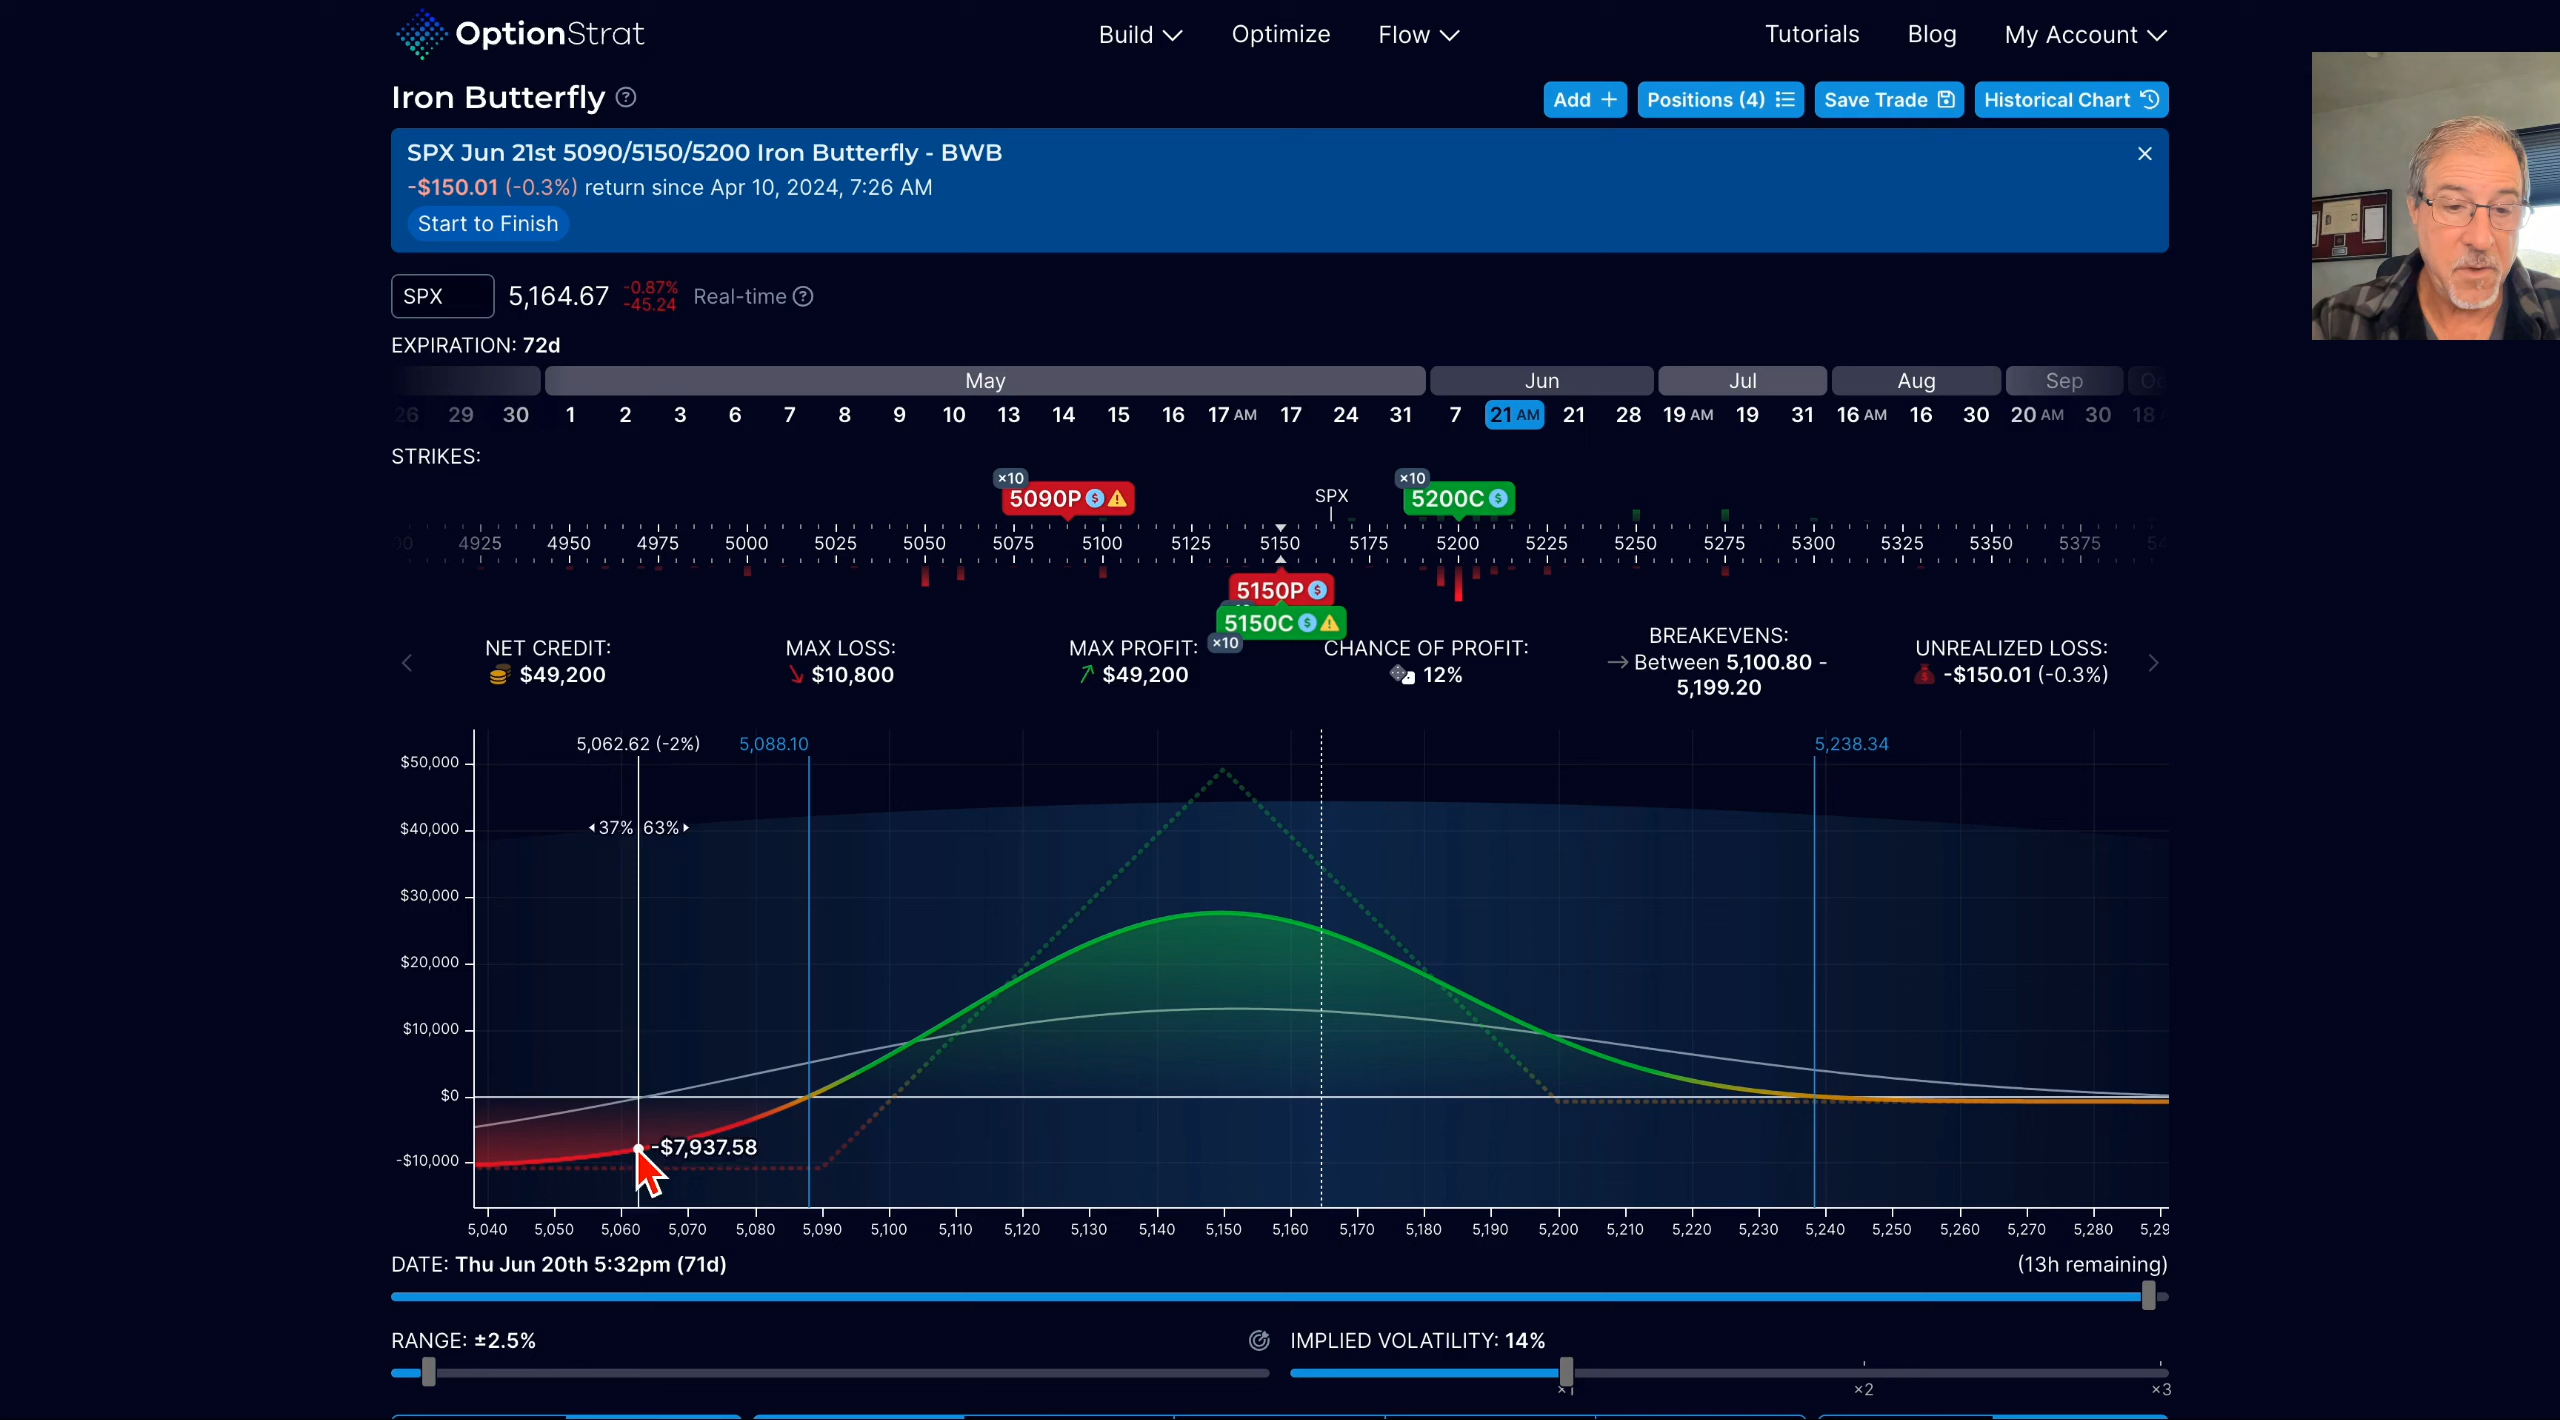 OptionStrat
Build Optimize Flow Tutorials Blog My Account
Iron Butterfly ?
Add + Positions (4) Save Trade Historical Chart
SPX Jun 21st 5090/5150/5200 Iron Butterfly - BWB
-$150.01 (-0.3%) return since Apr 10, 2024, 7:26 AM
Start to Finish
SPX 5,164.67 -0.87% Real-time ?
-45.24
EXPIRATION: 72d
May Jun Jul Aug Sep
26 29 30 1 2 3 6 7 8 9 10 13 14 15 16 17 AM 17 24 31 7 21 AM 21 28 19 AM 19 31 16 AM 16 30 20 AM 30 18
STRIKES:
×10 ×10
5090P $ SPX 5200C $
4925 4950 4975 5000 5025 5050 5075 5100 5125 5150 5175 5200 5225 5250 5275 5300 5325 5350 5375
5150P $
5150C $
×10
NET CREDIT: MAX LOSS: MAX PROFIT: CHANCE OF PROFIT: BREAKEVENS: UNREALIZED LOSS:
$49,200 $10,800 $49,200 12% Between 5,100.80 - -$150.01 (-0.3%)
5,199.20
5,062.62 (-2%) 5,088.10 5,238.34
$50,000
$40,000
37% 63%
$30,000
$20,000
$10,000
$0
-$10,000
-$7,937.58
5,040 5,050 5,060 5,070 5,080 5,090 5,100 5,110 5,120 5,130 5,140 5,150 5,160 5,170 5,180 5,190 5,200 5,210 5,220 5,230 5,240 5,250 5,260 5,270 5,280 5,29
DATE: Thu Jun 20th 5:32pm (71d) (13h remaining)
RANGE: ±2.5% IMPLIED VOLATILITY: 14%
×1 ×2 ×3